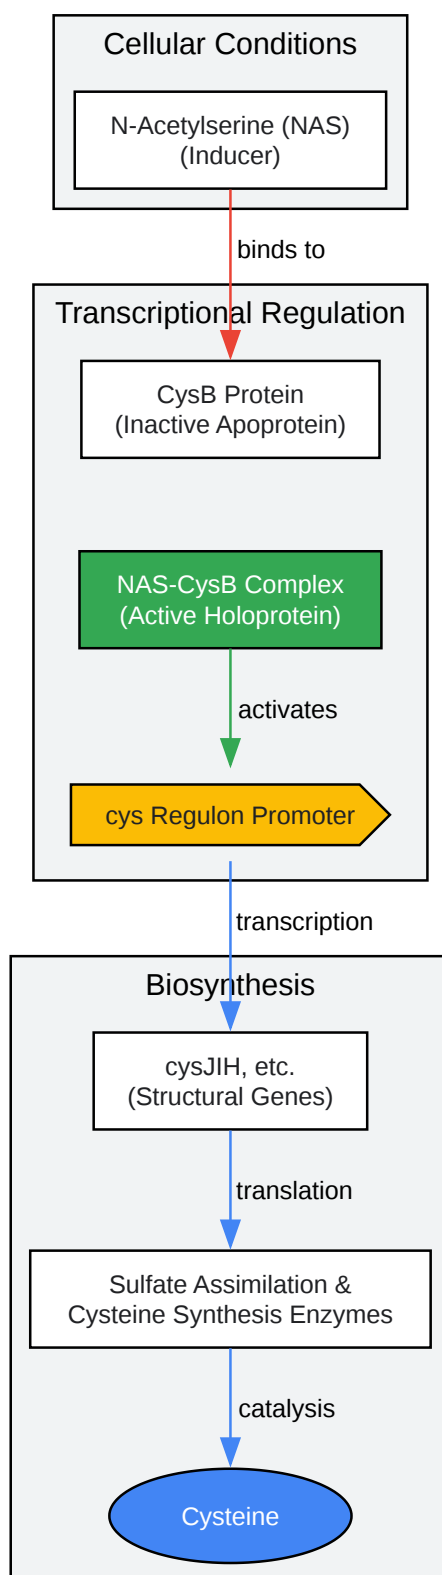 Cellular Conditions
N-Acetylserine (NAS)
(Inducer)
binds to
Transcriptional Regulation
CysB Protein
(Inactive Apoprotein)
NAS-CysB Complex
(Active Holoprotein)
activates
cys Regulon Promoter
transcription
Biosynthesis
cysJIH, etc.
(Structural Genes)
translation
Sulfate Assimilation &
Cysteine Synthesis Enzymes
catalysis
Cysteine